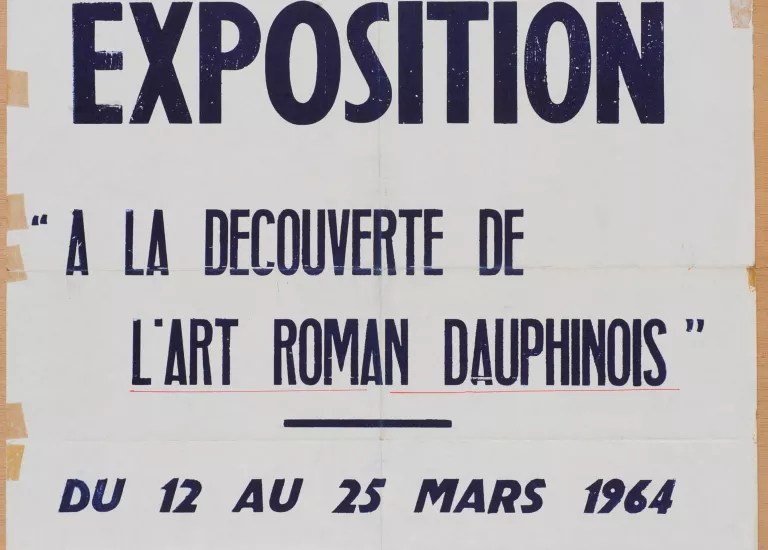 EXPOSITION
“ A LA DECOUVERTE DE
L'ART ROMAN DAUPHINOIS ”
DU 12 AU 25 MARS 1964